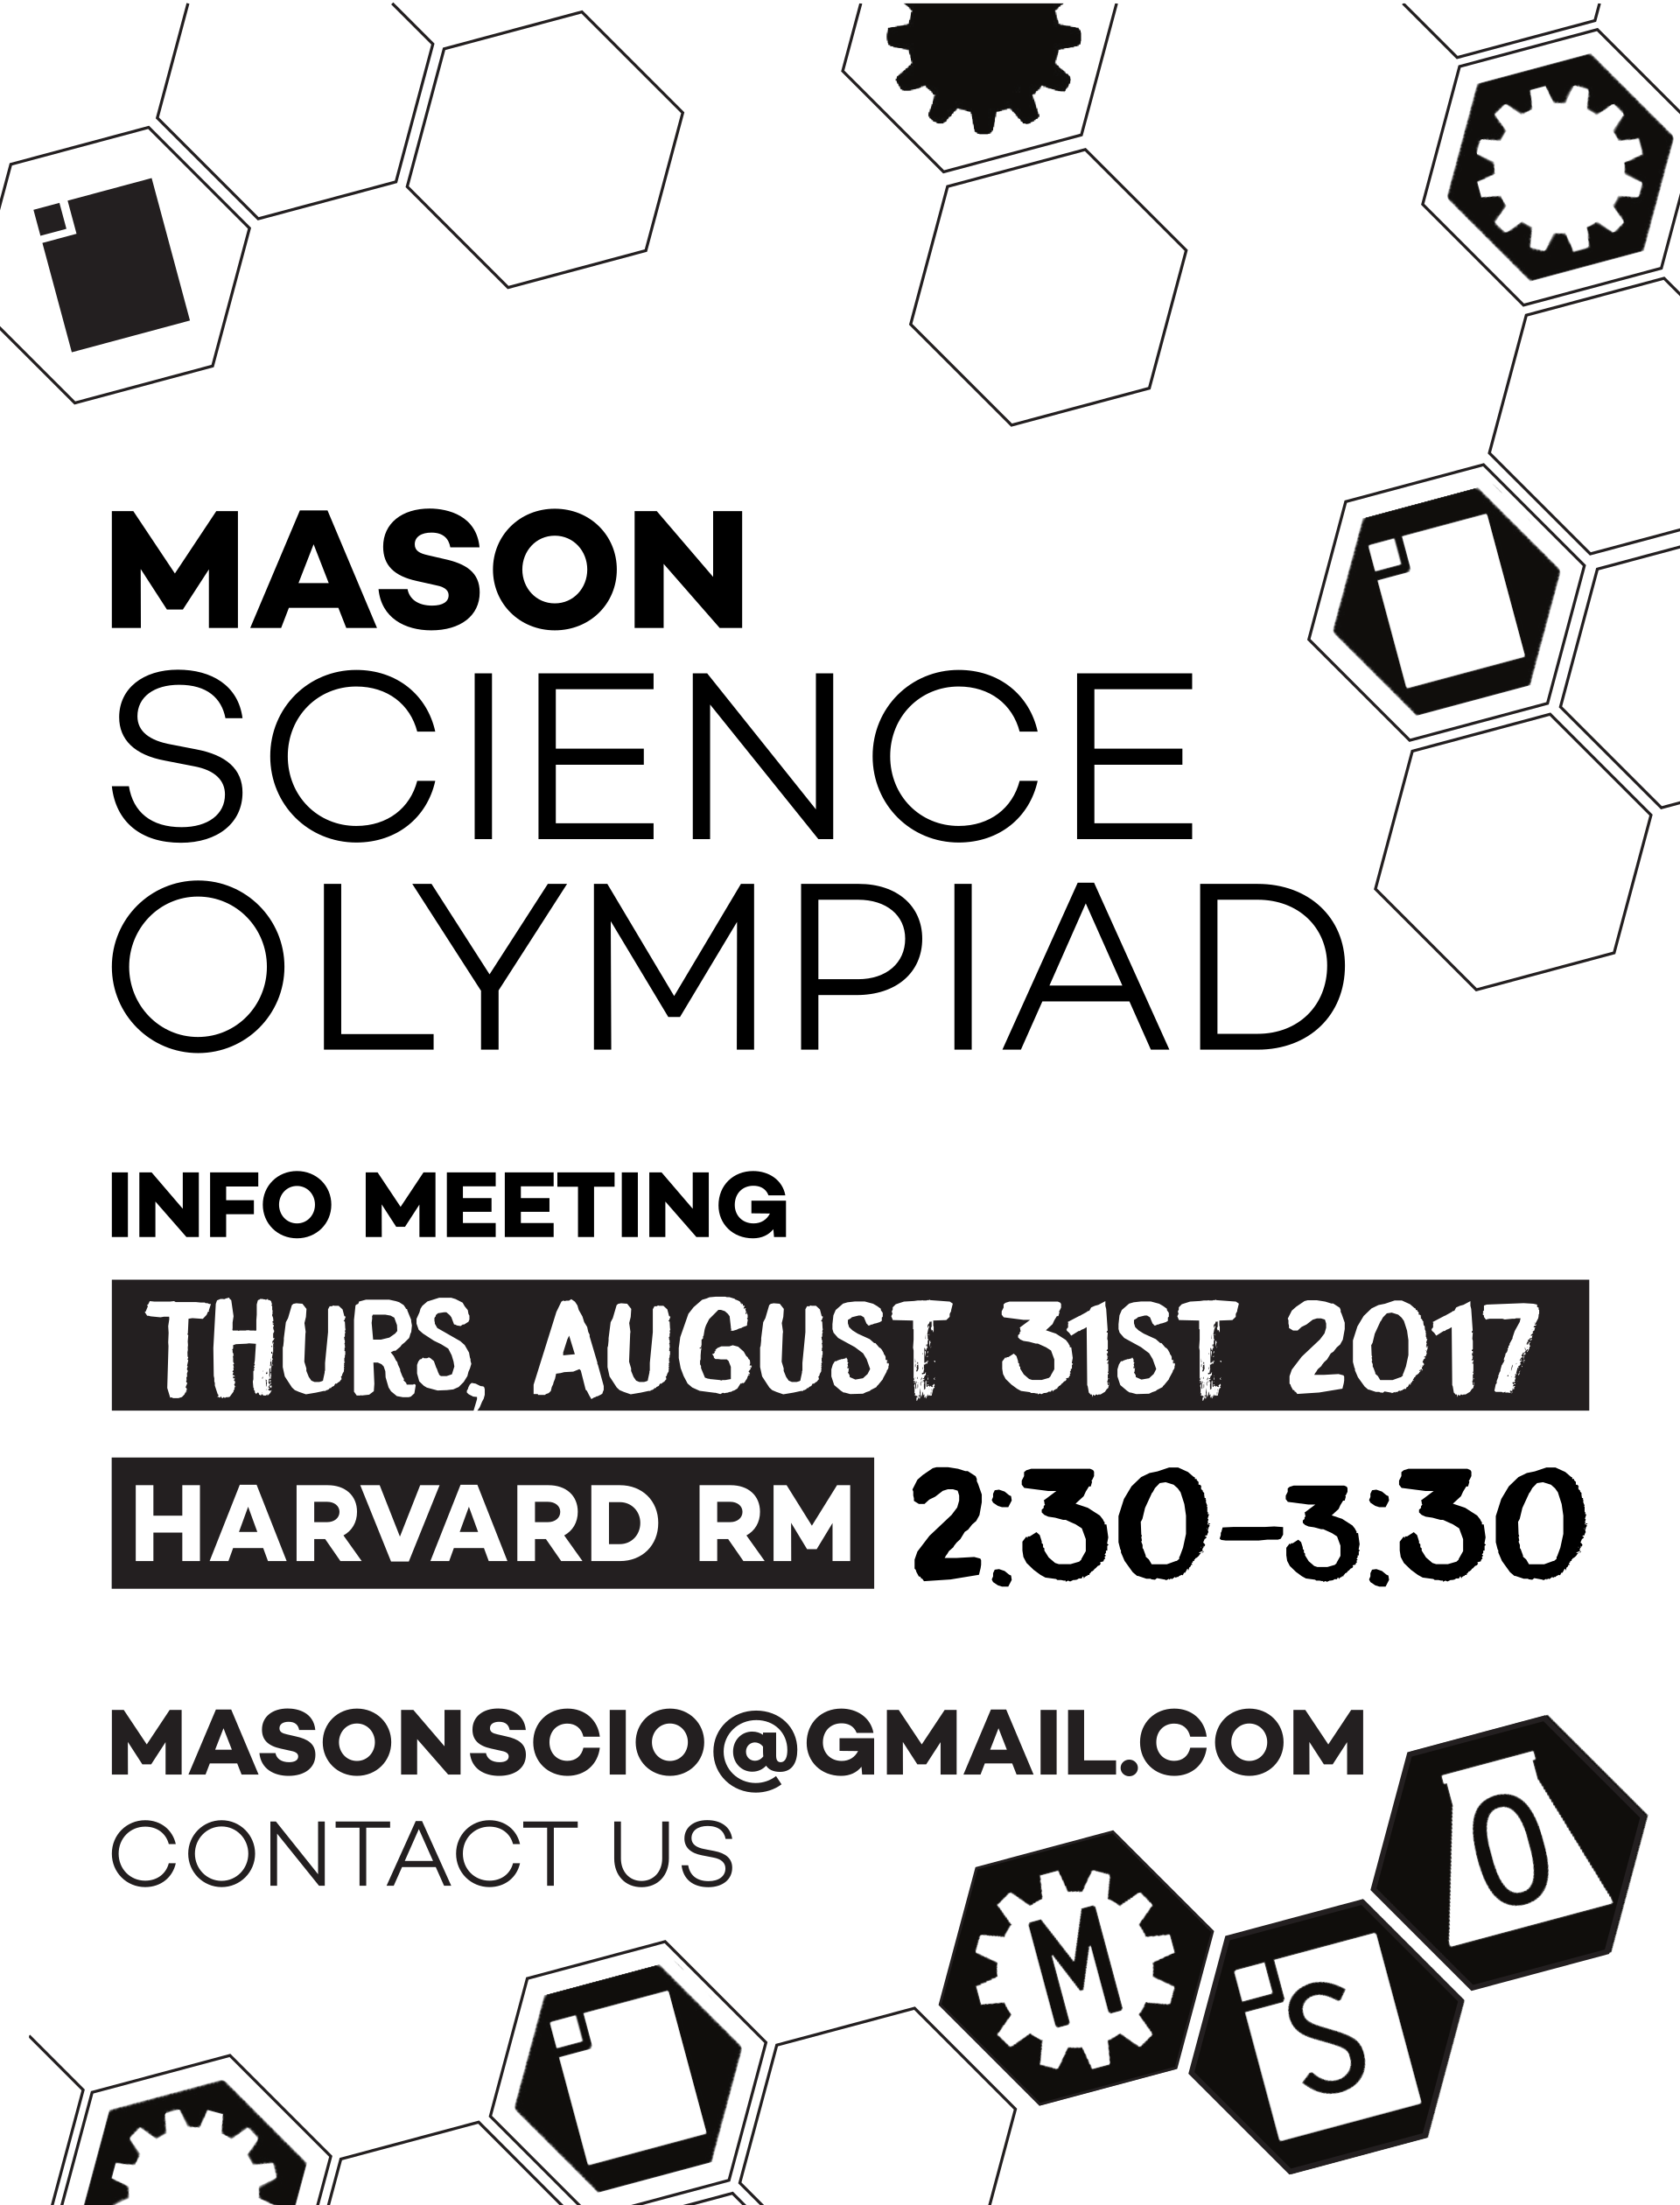 MASON
SCIENCE
OLYMPIAD
INFO MEETING
THURS, AUGUST 31ST 2017
HARVARD RM 2:30-3:30
MASONSCIO@GMAIL.COM
CONTACT US
M
S
O